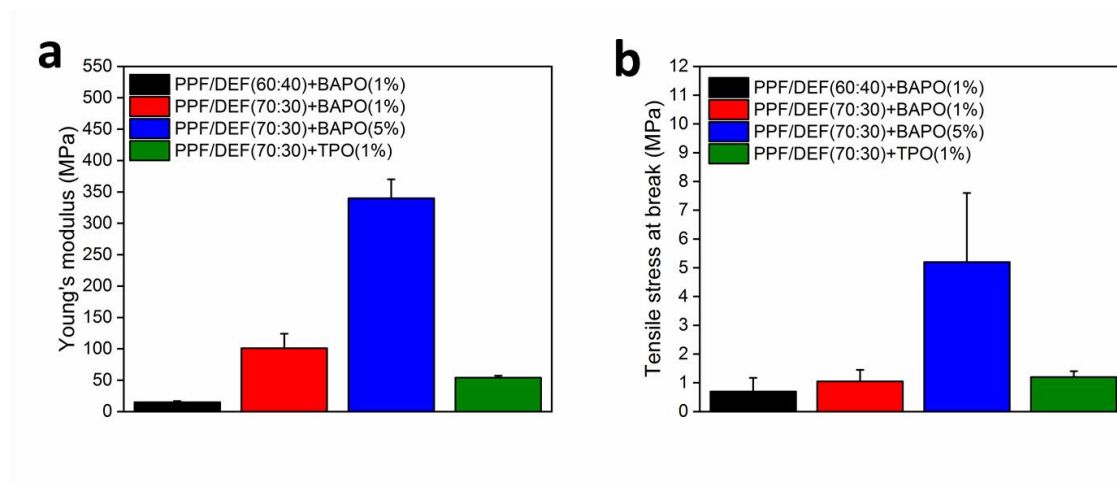 a
Young's modulus (MPa)
550
500
450
400
350
300
250
200
150
100
50
0
PPF/DEF(60:40)+BAPO(1%)
PPF/DEF(70:30)+BAPO(1%)
PPF/DEF(70:30)+BAPO(5%)
PPF/DEF(70:30)+TPO(1%)
b
Tensile stress at break (MPa)
12
11
10
9
8
7
6
5
4
3
2
1
0
PPF/DEF(60:40)+BAPO(1%)
PPF/DEF(70:30)+BAPO(1%)
PPF/DEF(70:30)+BAPO(5%)
PPF/DEF(70:30)+TPO(1%)